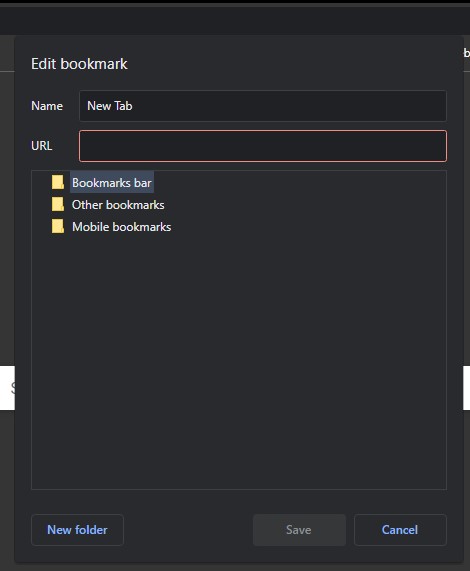 Edit bookmark
Name New Tab
URL
Bookmarks bar
Other bookmarks
Mobile bookmarks
New folder Save Cancel